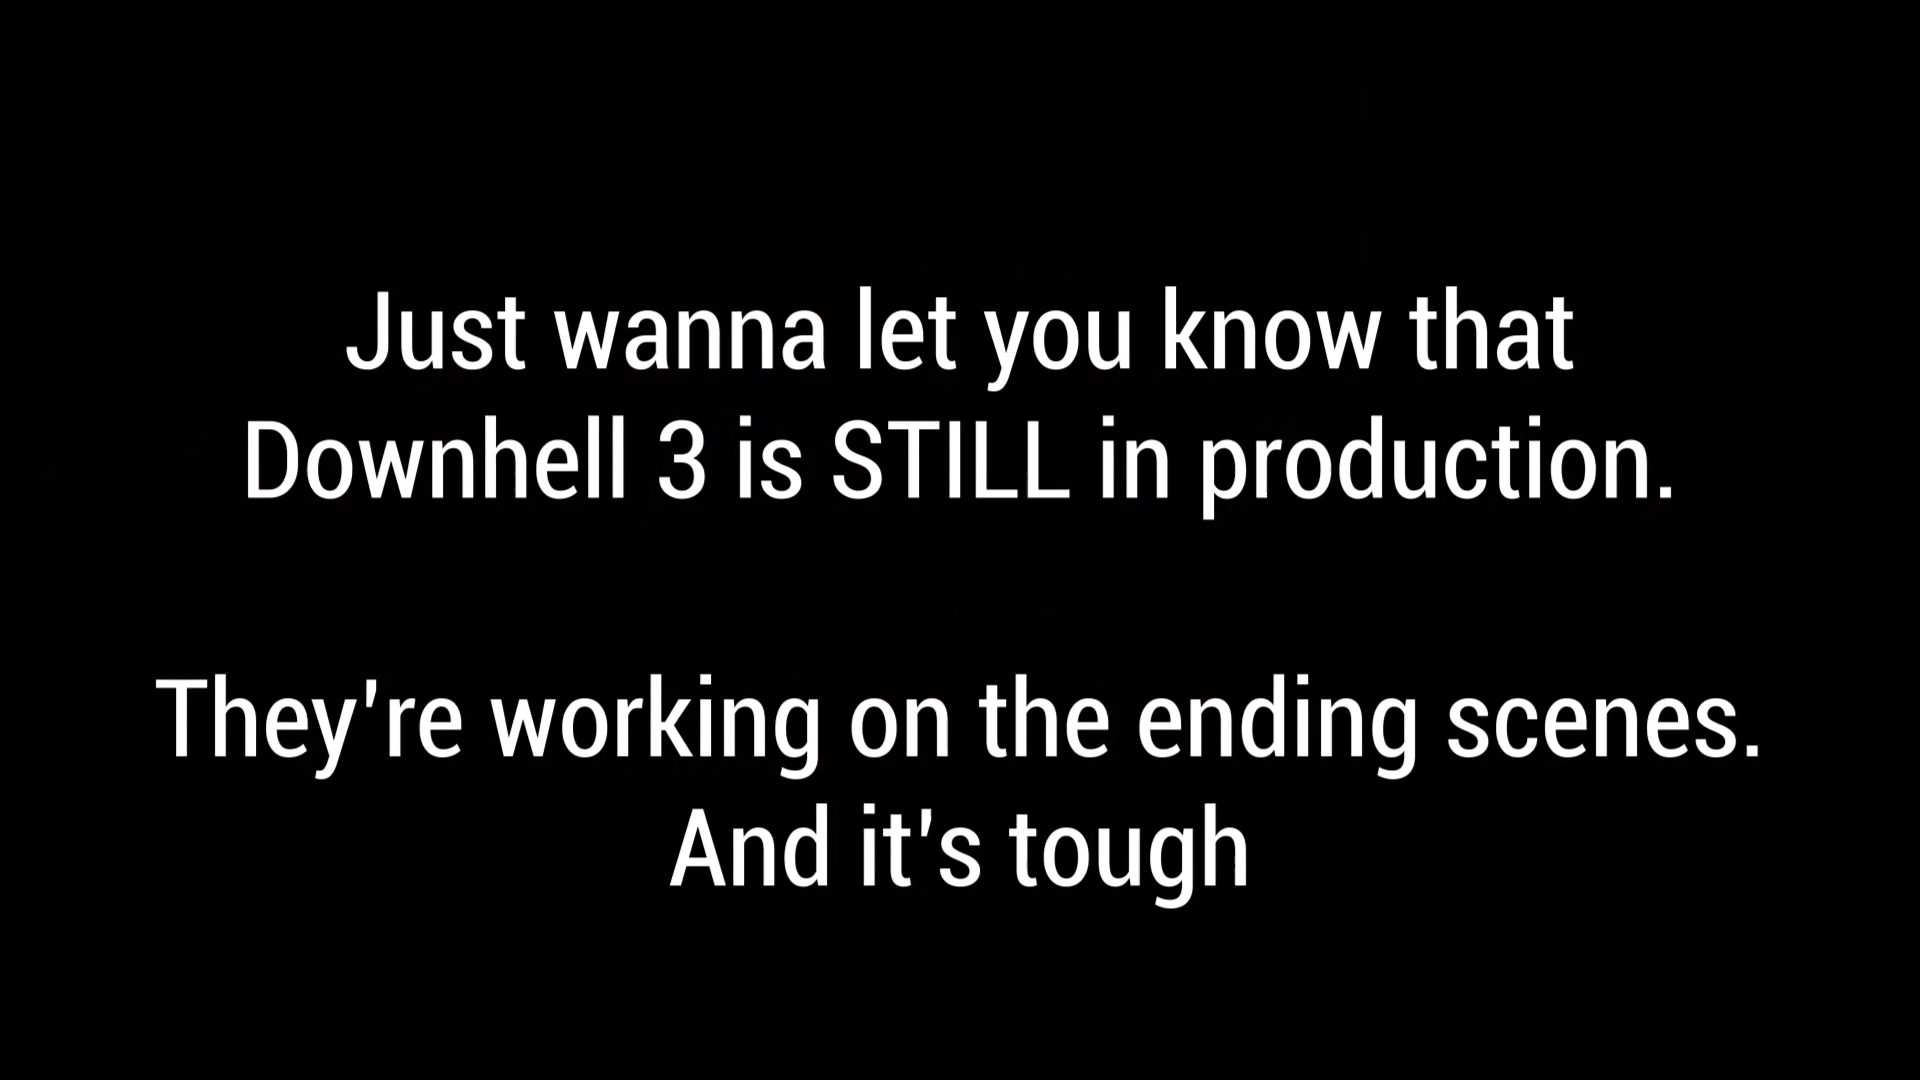 Just wanna let you know that
Downhell 3 is STILL in production.
They're working on the ending scenes.
And it's tough